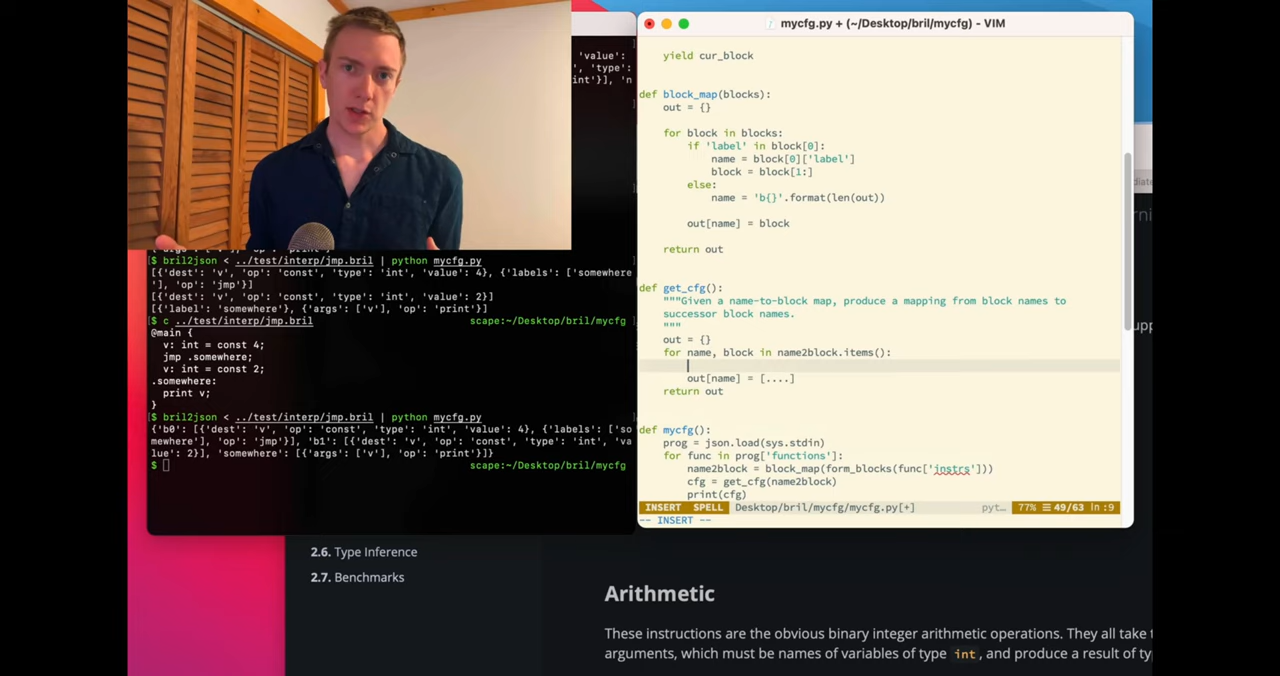 'value':
', 'type':
int'}], 'n
{'args': ['v'], 'op': 'print'}]
[$ bril2json < ../test/interp/jmp.bril | python mycfg.py
[{'dest': 'v', 'op': 'const', 'type': 'int', 'value': 4}, {'labels': ['somewhere
'], 'op': 'jmp'}]
[{'dest': 'v', 'op': 'const', 'type': 'int', 'value': 2}]
[{'label': 'somewhere'}, {'args': ['v'], 'op': 'print'}]
[$ c ../test/interp/jmp.bril scape:~/Desktop/bril/mycfg
@main {
v: int = const 4;
jmp .somewhere;
v: int = const 2;
.somewhere:
print v;
}
[$ bril2json < ../test/interp/jmp.bril | python mycfg.py
{'b0': [{'dest': 'v', 'op': 'const', 'type': 'int', 'value': 4}, {'labels': ['so
mewhere'], 'op': 'jmp'}], 'b1': [{'dest': 'v', 'op': 'const', 'type': 'int', 'va
lue': 2}], 'somewhere': [{'args': ['v'], 'op': 'print'}]}
$ scape:~/Desktop/bril/mycfg
mycfg.py + (~/Desktop/bril/mycfg) - VIM
yield cur_block
def block_map(blocks):
out = {}
for block in blocks:
if 'label' in block[0]:
name = block[0]['label']
block = block[1:]
else:
name = 'b{}'.format(len(out))
out[name] = block
return out
def get_cfg():
"""Given a name-to-block map, produce a mapping from block names to
successor block names.
"""
out = {}
for name, block in name2block.items():
out[name] = [....]
return out
def mycfg():
prog = json.load(sys.stdin)
for func in prog['functions']:
name2block = block_map(form_blocks(func['instrs']))
cfg = get_cfg(name2block)
print(cfg)
INSERT SPELL Desktop/bril/mycfg/mycfg.py[+] pyt… 77% ☰ 49/63 ln :9
-- INSERT --
2.6. Type Inference
2.7. Benchmarks
Arithmetic
These instructions are the obvious binary integer arithmetic operations. They all take
arguments, which must be names of variables of type int, and produce a result of ty